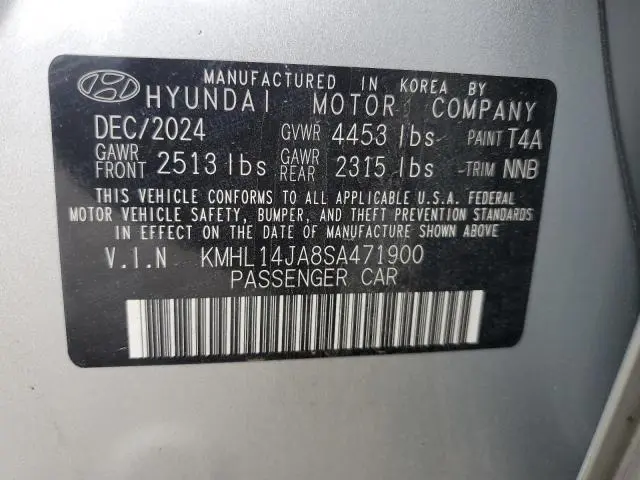 MANUFACTURED IN KOREA BY
HYUNDAI MOTOR COMPANY
DEC/2024 GVWR 4453 lbs PAINT T4A
GAWR FRONT 2513 lbs GAWR REAR 2315 lbs TRIM NNB
THIS VEHICLE CONFORMS TO ALL APPLICABLE U.S.A. FEDERAL
MOTOR VEHICLE SAFETY, BUMPER, AND THEFT PREVENTION STANDARDS
IN EFFECT ON THE DATE OF MANUFACTURE SHOWN ABOVE
V.I.N KMHL14JA8SA471900
PASSENGER CAR